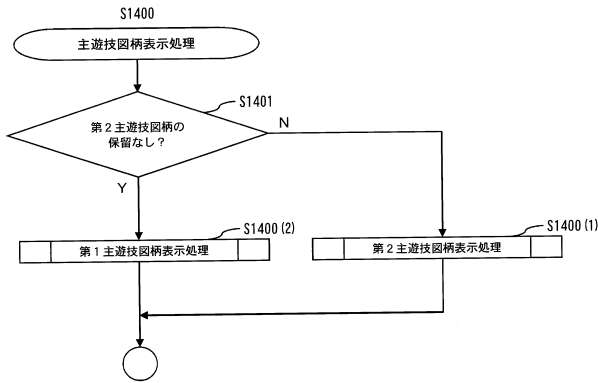 S1400
主遊技図柄表示処理
S1401
第2主遊技図柄の
保留なし?
N
Y
S1400(2)
第1主遊技図柄表示処理
S1400(1)
第2主遊技図柄表示処理